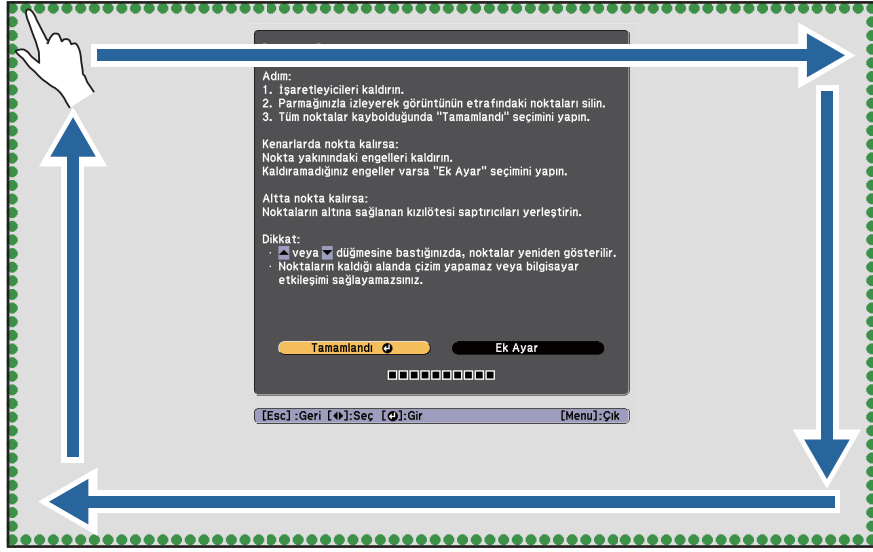 Adım:
1. İşaretleyicileri kaldırın.
2. Parmağınızla izleyerek görüntünün etrafındaki noktaları silin.
3. Tüm noktalar kaybolduğunda "Tamamlandı" seçimini yapın.
Kenarlarda nokta kalırsa:
Nokta yakınındaki engelleri kaldırın.
Kaldıramadığınız engeller varsa "Ek Ayar" seçimini yapın.
Altta nokta kalırsa:
Noktaların altına sağlanan kızılötesi saptırıcıları yerleştirin.
Dikkat:
· ▲ veya ▼ düğmesine bastığınızda, noktalar yeniden gösterilir.
· Noktaların kaldığı alanda çizim yapamaz veya bilgisayar
etkileşimi sağlayamazsınız.
Tamamlandı Ek Ayar
[Esc] :Geri [◀▶]:Seç [⏎]:Gir [Menu]:Çık